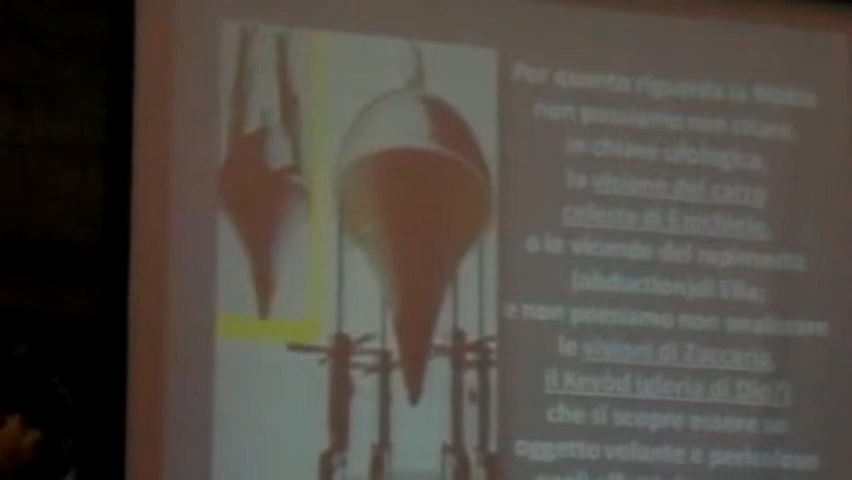 Per quanto riguarda la Bibbia
non possiamo non citare,
in chiave ufologica,
la visione del carro
celeste di Ezechiele,
o le vicende del rapimento
(abduction)di Elia;
e non possiamo non analizzare
le visioni di Zaccaria,
il Kevòd (gloria di Dio?)
che si scopre essere un
oggetto volante e pericoloso